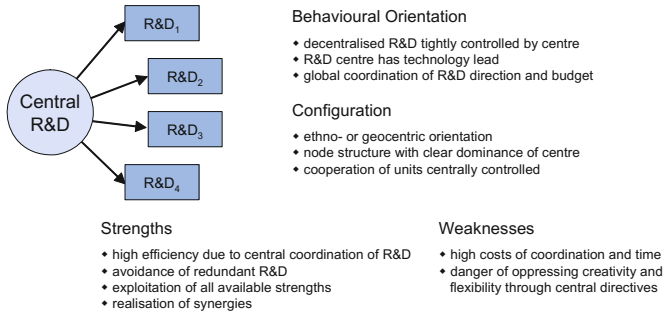 Central
R&D
R&D₁
R&D₂
R&D₃
R&D₄
Behavioural Orientation
◆ decentralised R&D tightly controlled by centre
◆ R&D centre has technology lead
◆ global coordination of R&D direction and budget
Configuration
◆ ethno- or geocentric orientation
◆ node structure with clear dominance of centre
◆ cooperation of units centrally controlled
Strengths
◆ high efficiency due to central coordination of R&D
◆ avoidance of redundant R&D
◆ exploitation of all available strengths
◆ realisation of synergies
Weaknesses
◆ high costs of coordination and time
◆ danger of oppressing creativity and
flexibility through central directives